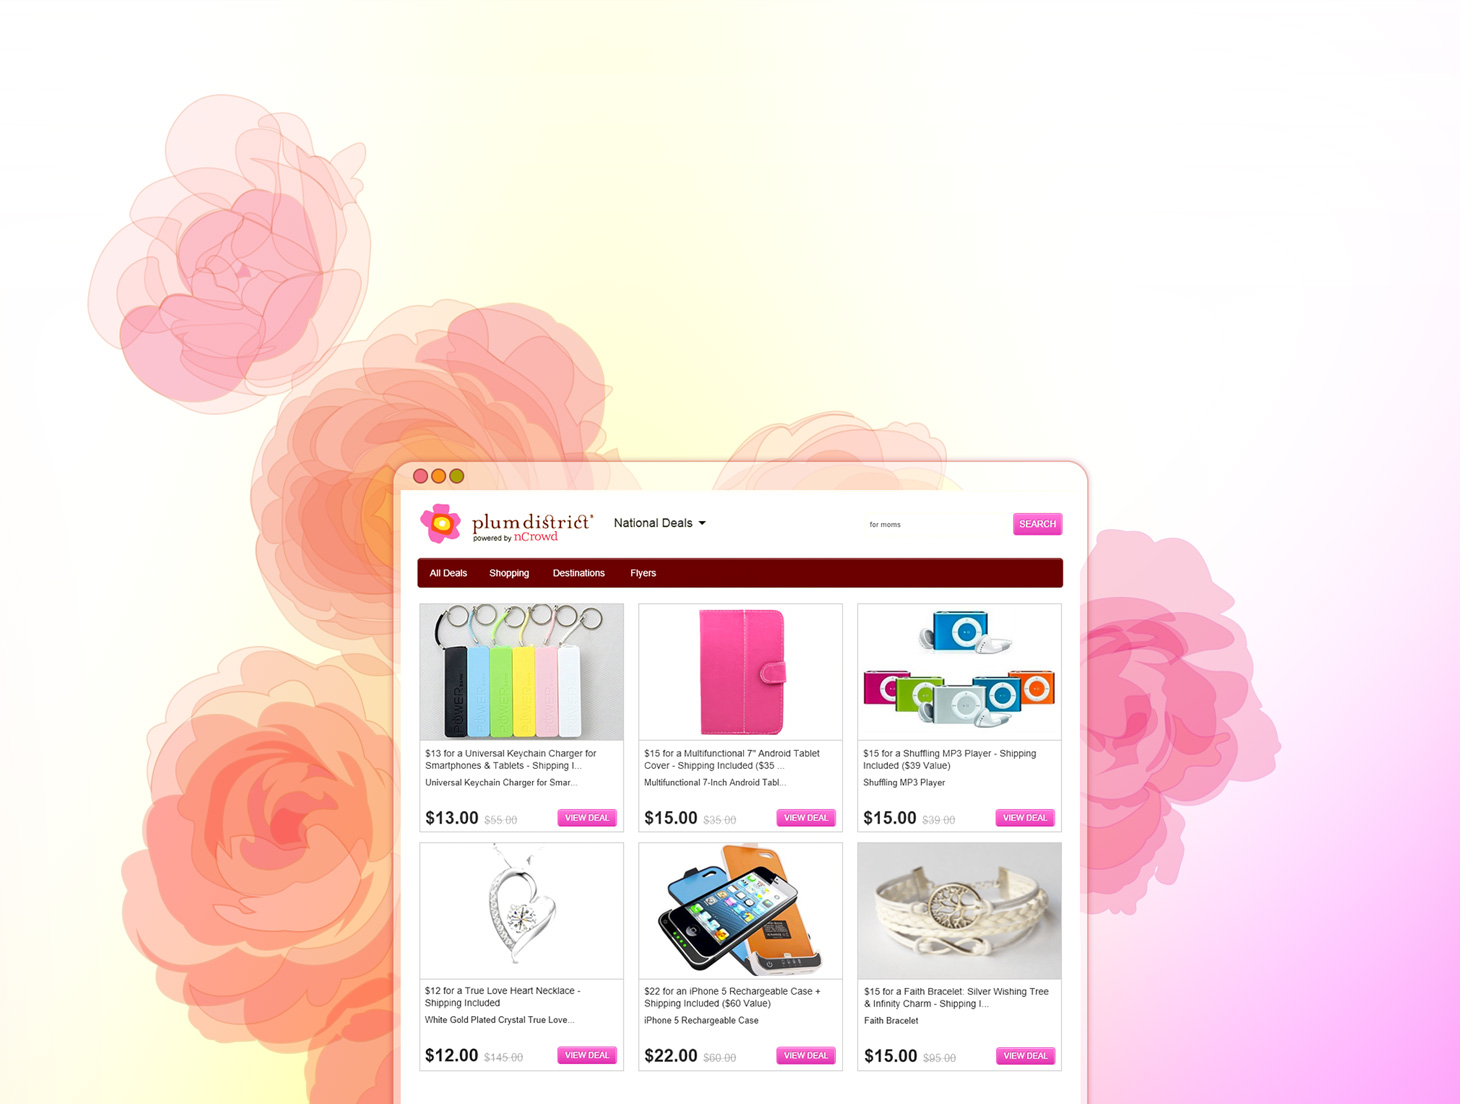 plumdistrict®
powered by nCrowd
National Deals
for moms
SEARCH
All Deals Shopping Destinations Flyers
$13 for a Universal Keychain Charger for
Smartphones & Tablets - Shipping I...
Universal Keychain Charger for Smar...
$13.00 $55.00 VIEW DEAL
$15 for a Multifunctional 7" Android Tablet
Cover - Shipping Included ($35 ...
Multifunctional 7-Inch Android Tabl...
$15.00 $35.00 VIEW DEAL
$15 for a Shuffling MP3 Player - Shipping
Included ($39 Value)
Shuffling MP3 Player
$15.00 $39.00 VIEW DEAL
$12 for a True Love Heart Necklace -
Shipping Included
White Gold Plated Crystal True Love...
$12.00 $145.00 VIEW DEAL
$22 for an iPhone 5 Rechargeable Case +
Shipping Included ($60 Value)
iPhone 5 Rechargeable Case
$22.00 $60.00 VIEW DEAL
$15 for a Faith Bracelet: Silver Wishing Tree
& Infinity Charm - Shipping I...
Faith Bracelet
$15.00 $95.00 VIEW DEAL